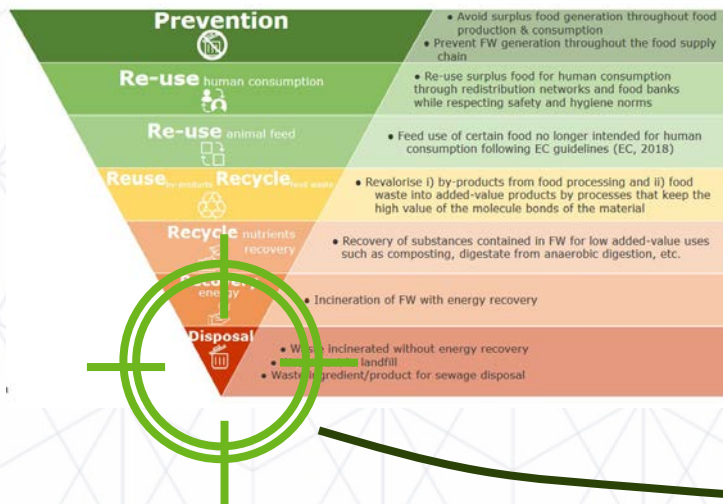 Prevention
• Avoid surplus food generation throughout food
production & consumption
• Prevent FW generation throughout the food supply
chain
Re-use human consumption
• Re-use surplus food for human consumption
through redistribution networks and food banks
while respecting safety and hygiene norms
Re-use animal feed
• Feed use of certain food no longer intended for human
consumption following EC guidelines (EC, 2018)
Reuse by-products Recycle food waste
• Revalorise i) by-products from food processing and ii) food
waste into added-value products by processes that keep the
high value of the molecule bonds of the material
Recycle nutrients
recovery
• Recovery of substances contained in FW for low added-value uses
such as composting, digestate from anaerobic digestion, etc.
Recovery
energy
• Incineration of FW with energy recovery
Disposal
• Waste incinerated without energy recovery
• landfill
• Waste ingredient/product for sewage disposal